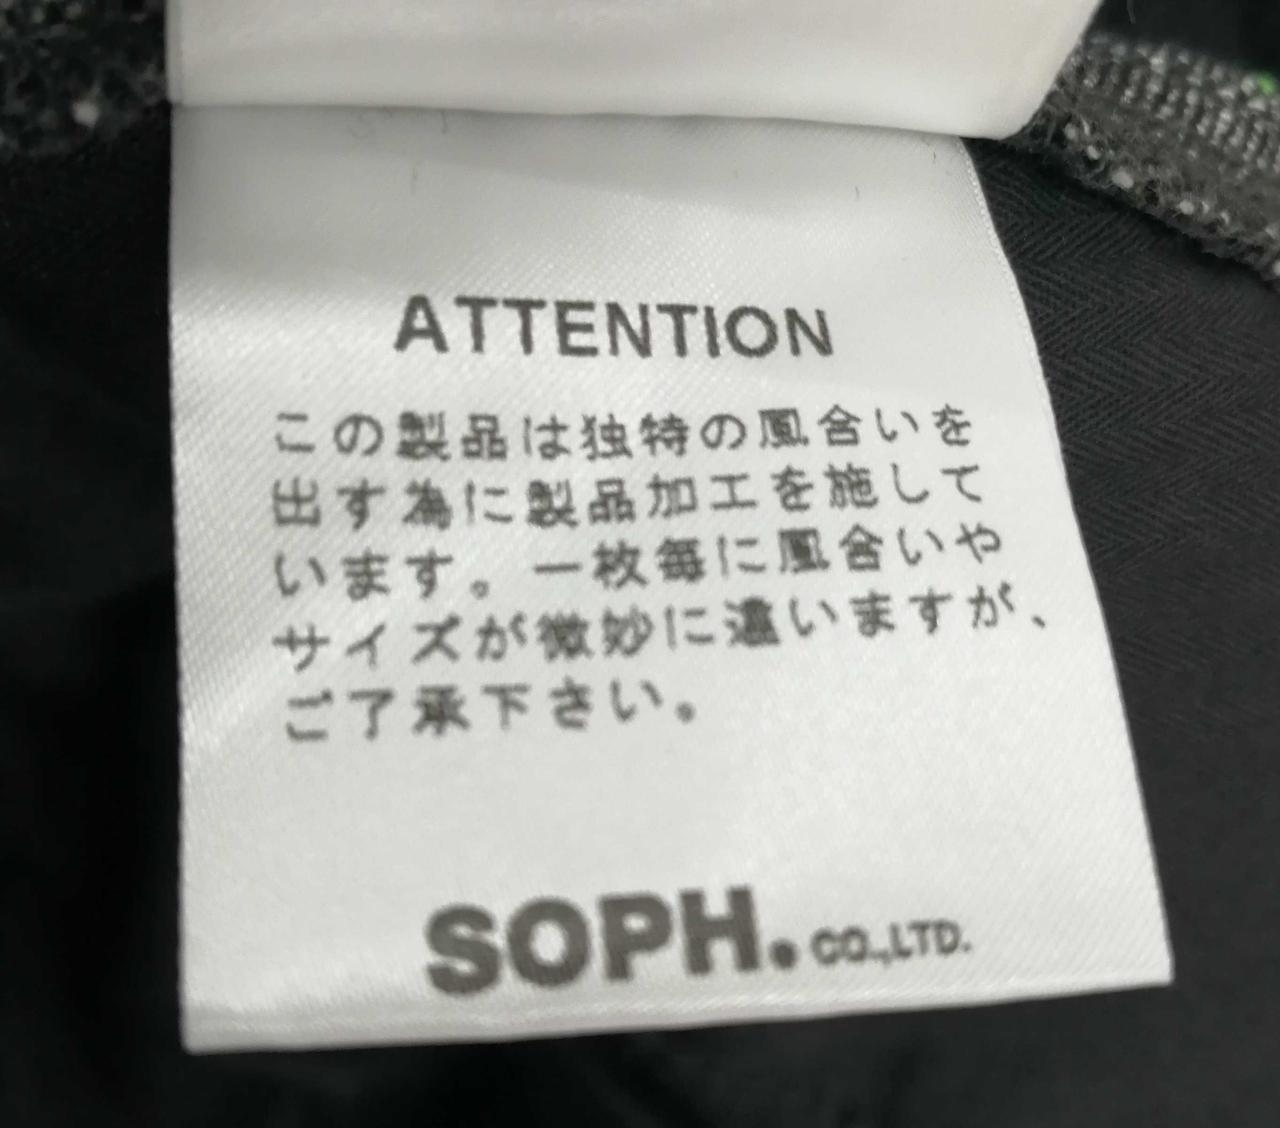 ATTENTION
この製品は独特の風合いを
出す為に製品加工を施して
います。一枚毎に風合いや
サイズが微妙に違いますが、
ご了承下さい。
SOPH. CO.,LTD.